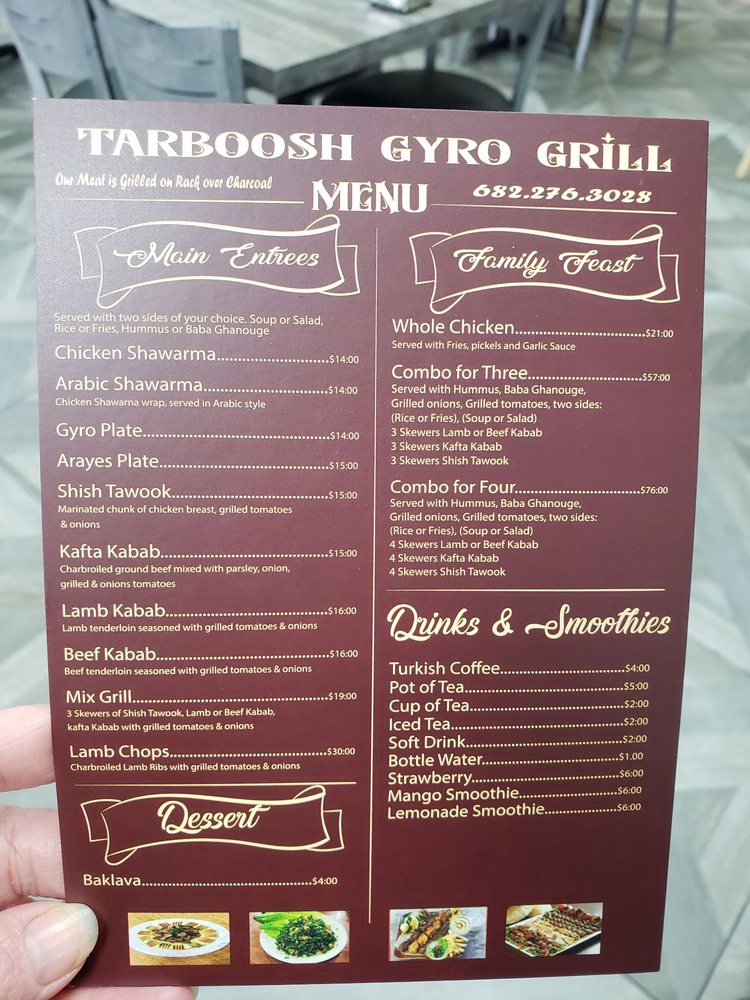 TARBOOSH GYRO GRILL
Our Meat is Grilled on Rack over Charcoal
MENU
682.276.3028
Main Entrees
Served with two sides of your choice. Soup or Salad,
Rice or Fries, Hummus or Baba Ghanouge
Chicken Shawarma.......................$14:00
Arabic Shawarma.........................$14:00
Chicken Shawarna wrap, served in Arabic style
Gyro Plate.....................................$14:00
Arayes Plate..................................$15:00
Shish Tawook...............................$15:00
Marinated chunk of chicken breast, grilled tomatoes
& onions
Kafta Kabab.................................$15:00
Charbroiled ground beef mixed with parsley, onion,
grilled & onions tomatoes
Lamb Kabab................................$16:00
Lamb tenderloin seasoned with grilled tomatoes & onions
Beef Kabab..................................$16:00
Beef tenderloin seasoned with grilled tomatoes & onions
Mix Grill.......................................$19:00
3 Skewers of Shish Tawook, Lamb or Beef Kabab,
kafta Kabab with grilled tomatoes & onions
Lamb Chops...............................$30:00
Charbroiled Lamb Ribs with grilled tomatoes & onions
Dessert
Baklava.......................................$4:00
Family Feast
Whole Chicken..........................$21:00
Served with Fries, pickels and Garlic Sauce
Combo for Three.......................$57:00
Served with Hummus, Baba Ghanouge,
Grilled onions, Grilled tomatoes, two sides:
(Rice or Fries), (Soup or Salad)
3 Skewers Lamb or Beef Kabab
3 Skewers Kafta Kabab
3 Skewers Shish Tawook
Combo for Four.........................$76:00
Served with Hummus, Baba Ghanouge,
Grilled onions, Grilled tomatoes, two sides:
(Rice or Fries), (Soup or Salad)
4 Skewers Lamb or Beef Kabab
4 Skewers Kafta Kabab
4 Skewers Shish Tawook
Drinks & Smoothies
Turkish Coffee.........................$4:00
Pot of Tea................................$5:00
Cup of Tea...............................$2:00
Iced Tea...................................$2:00
Soft Drink...............................$2:00
Bottle Water...........................$1.00
Strawberry.............................$6:00
Mango Smoothie...................$6:00
Lemonade Smoothie..............$6:00